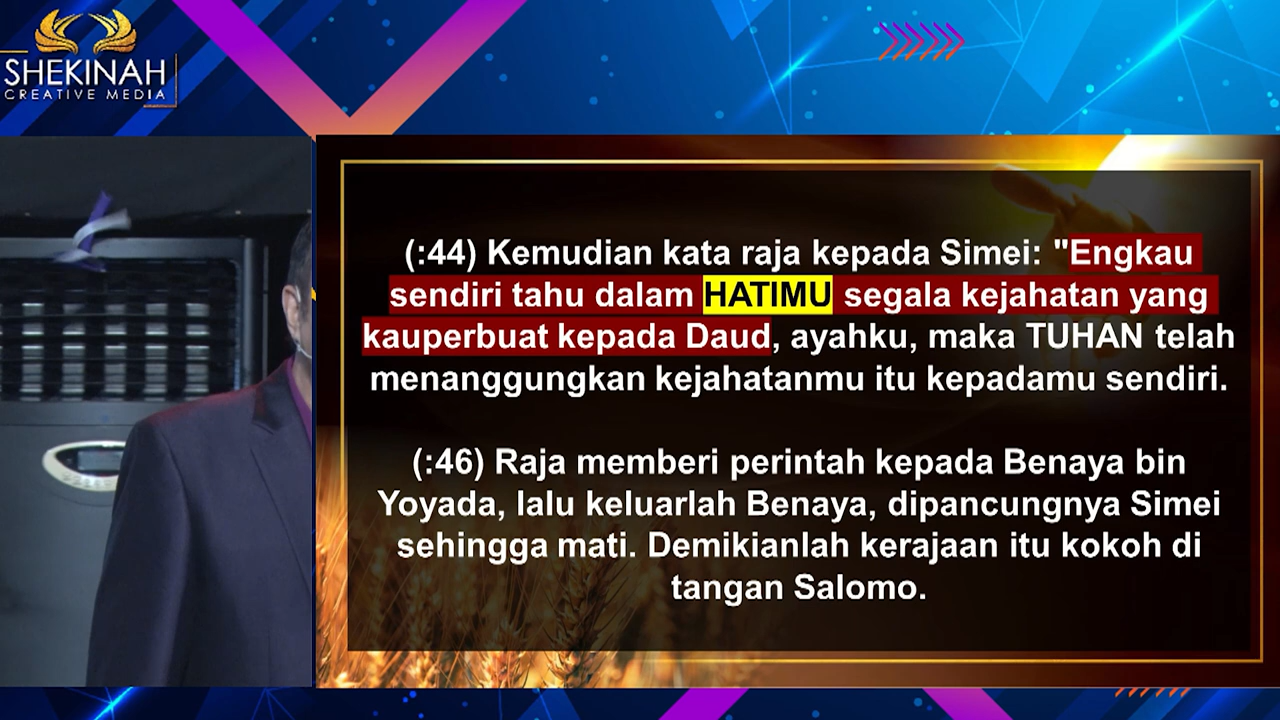 SHEKINAH
CREATIVE MEDIA
(:44) Kemudian kata raja kepada Simei: "Engkau
sendiri tahu dalam HATIMU segala kejahatan yang
kauperbuat kepada Daud, ayahku, maka TUHAN telah
menanggungkan kejahatanmu itu kepadamu sendiri.
(:46) Raja memberi perintah kepada Benaya bin
Yoyada, lalu keluarlah Benaya, dipancungnya Simei
sehingga mati. Demikianlah kerajaan itu kokoh di
tangan Salomo.